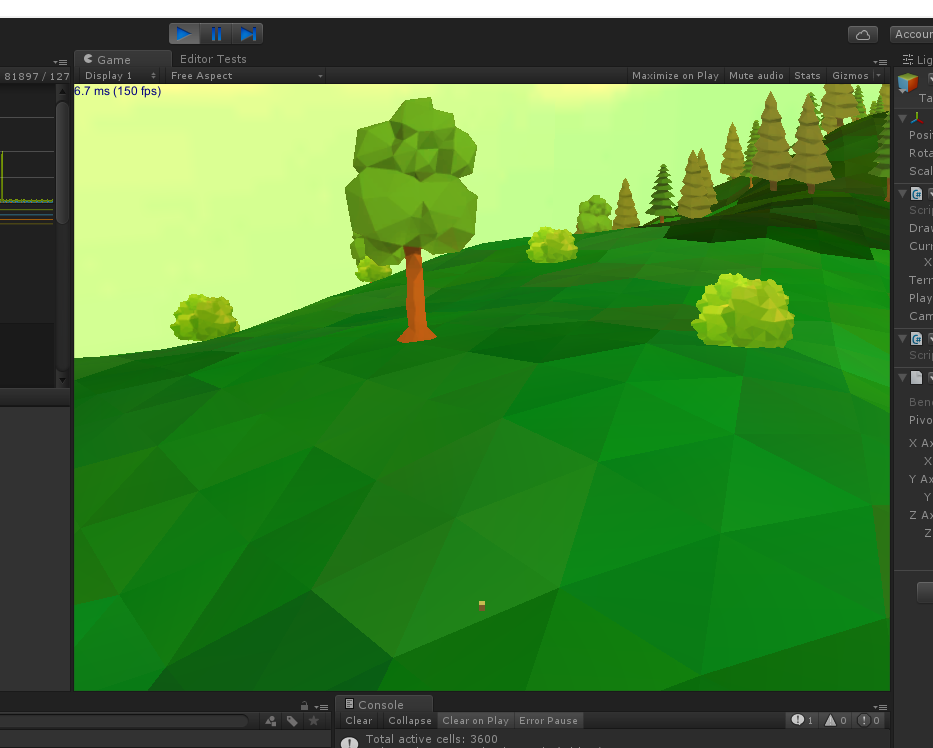 Accoun
Game
Editor Tests
Lig
81897 / 127
Display 1
Free Aspect
Maximize on Play
Mute audio
Stats
Gizmos
6.7 ms (150 fps)
Ta
Posi
Rota
Scal
Scrip
Draw
Curr
X
Terr
Play
Cam
Scrip
Benc
Pivo
X Ax
X
Y Ax
Y
Z Ax
Z
Console
Clear
Collapse
Clear on Play
Error Pause
1
0
0
Total active cells: 3600